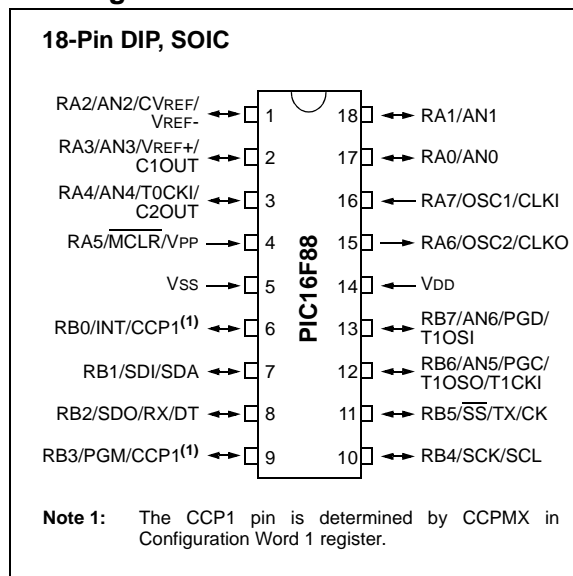 18-Pin DIP, SOIC
RA2/AN2/CVREF/
VREF-
RA3/AN3/VREF+/
C1OUT
RA4/AN4/T0CKI/
C2OUT
RA5/MCLR/VPP
VSS
RB0/INT/CCP1(1)
RB1/SDI/SDA
RB2/SDO/RX/DT
RB3/PGM/CCP1(1)
1
2
3
4
5
6
7
8
9
PIC16F88
18
17
16
15
14
13
12
11
10
RA1/AN1
RA0/AN0
RA7/OSC1/CLKI
RA6/OSC2/CLKO
VDD
RB7/AN6/PGD/
T1OSI
RB6/AN5/PGC/
T1OSO/T1CKI
RB5/SS/TX/CK
RB4/SCK/SCL
Note 1: The CCP1 pin is determined by CCPMX in
Configuration Word 1 register.